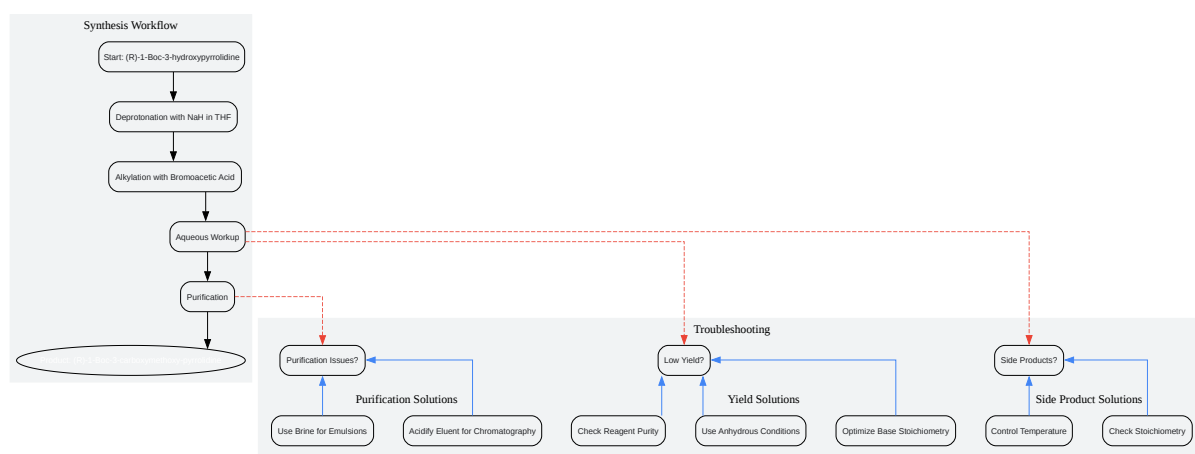 Synthesis Workflow
Start: (R)-1-Boc-3-hydroxypyrrolidine
Deprotonation with NaH in THF
Alkylation with Bromoacetic Acid
Aqueous Workup
Purification
Troubleshooting
Purification Issues?
Low Yield?
Side Products?
Purification Solutions
Yield Solutions
Side Product Solutions
Use Brine for Emulsions
Acidify Eluent for Chromatography
Check Reagent Purity
Use Anhydrous Conditions
Optimize Base Stoichiometry
Control Temperature
Check Stoichiometry